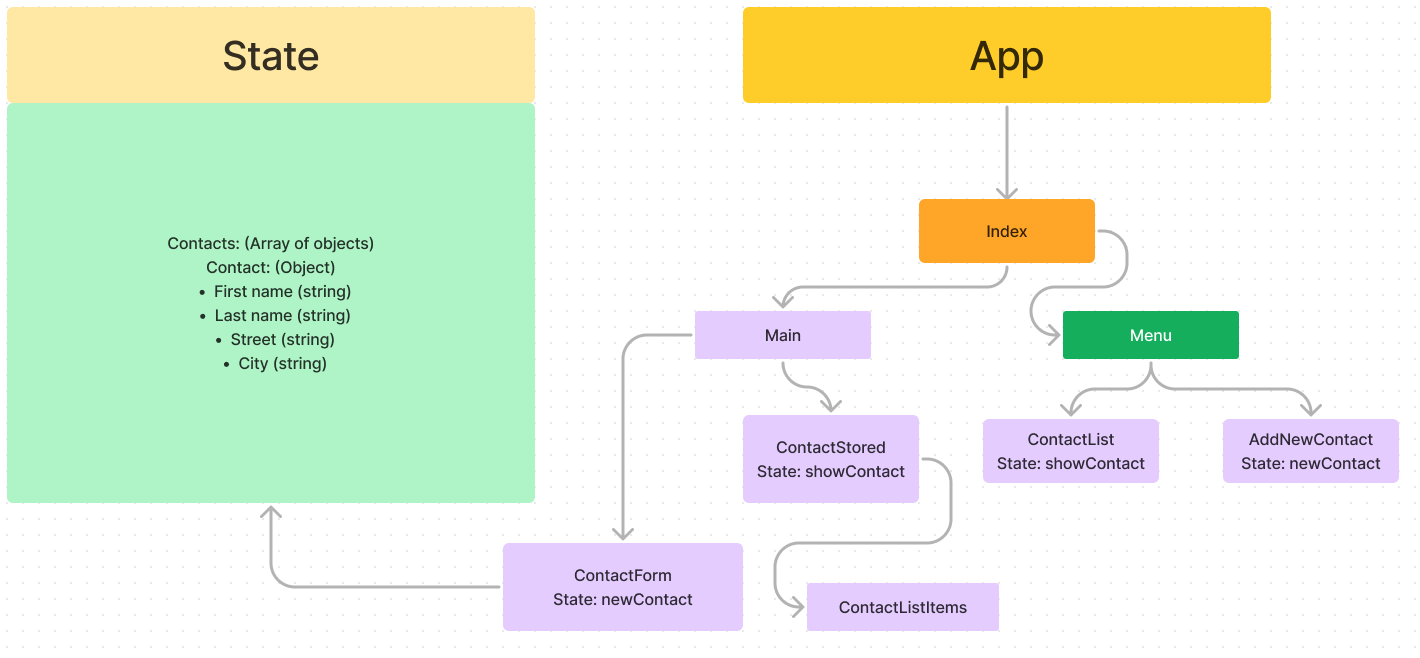 State
App
Contacts: (Array of objects)
Contact: (Object)
• First name (string)
• Last name (string)
• Street (string)
• City (string)
Index
Main
Menu
ContactStored
State: showContact
ContactList
State: showContact
AddNewContact
State: newContact
ContactForm
State: newContact
ContactListItems